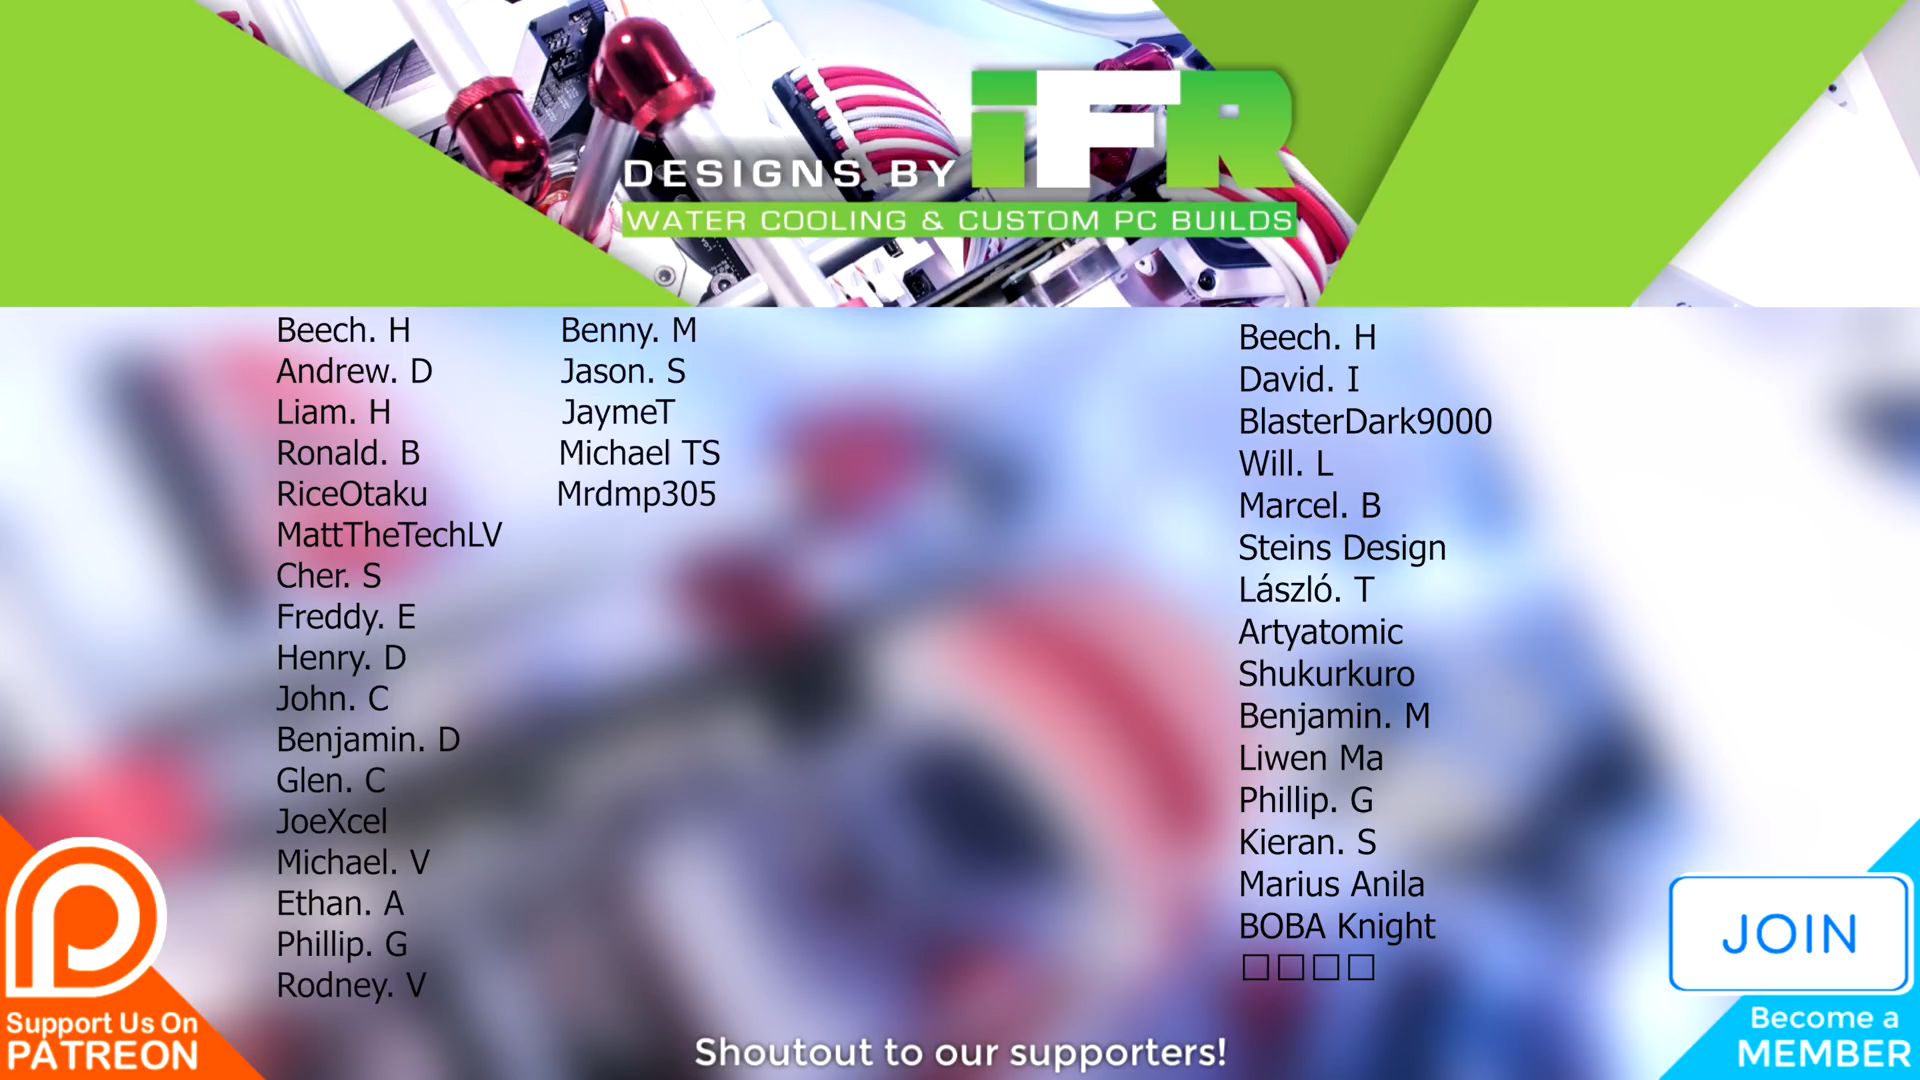 DESIGNS BY iFR
WATER COOLING & CUSTOM PC BUILDS
Beech. H
Andrew. D
Liam. H
Ronald. B
RiceOtaku
MattTheTechLV
Cher. S
Freddy. E
Henry. D
John. C
Benjamin. D
Glen. C
JoeXcel
Michael. V
Ethan. A
Phillip. G
Rodney. V
Benny. M
Jason. S
JaymeT
Michael TS
Mrdmp305
Beech. H
David. I
BlasterDark9000
Will. L
Marcel. B
Steins Design
László. T
Artyatomic
Shukurkuro
Benjamin. M
Liwen Ma
Phillip. G
Kieran. S
Marius Anila
BOBA Knight
□□□□
Support Us On
PATREON
Shoutout to our supporters!
JOIN
Become a
MEMBER